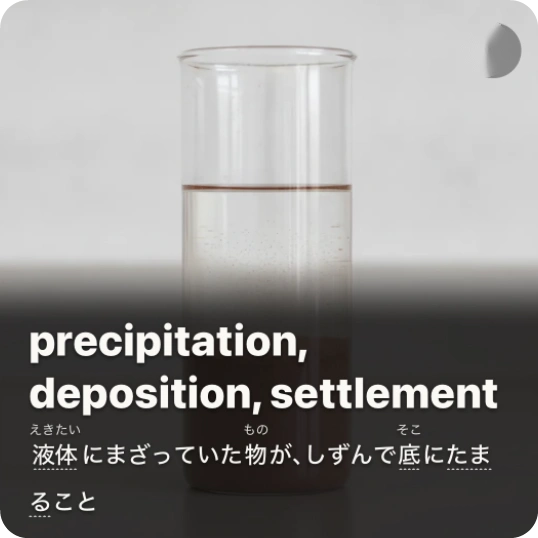 precipitation,
deposition, settlement
えきたい もの そこ
液体にまざっていた物が、しずんで底にたま
ること